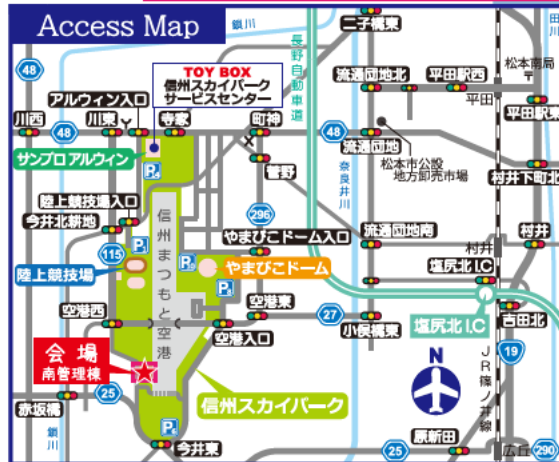 Access Map
鎖川
二子橋東
田川
48
長野自動車道
TOY BOX
信州スカイパーク
サービスセンター
流通団地北
平田駅西
松本南局
平田
平田駅東
アルウィン入口
川西
48
川東
寺家
町神
48
流通団地
サンプロ アルウィン
P4
菅野
松本市公設
地方卸売市場
村井下町北
陸上競技場入口
奈良井川
今井北耕地
296
流通団地南
村井
村井
115
信州まつもと空港
やまびこドーム入口
塩尻北I.C
陸上競技場
やまびこドーム
空港西
空港東
27
小俣橋東
塩尻北I.C
吉田北
空港入口
会場
南管理棟
N
JR篠ノ井線
19
25
信州スカイパーク
赤坂橋
鎖川
今井東
25
原新田
広丘
290